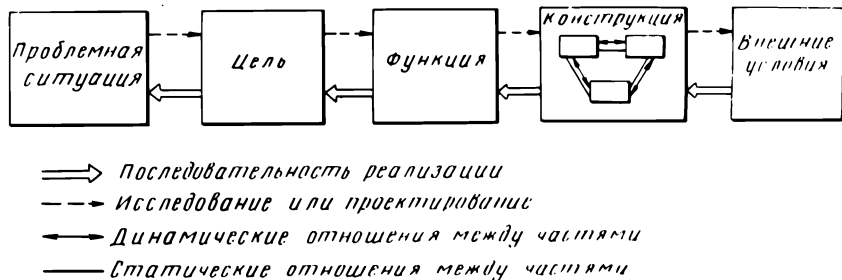 Проблемная
ситуация
Цель
Функция
Конструкция
Внешние
условия
Последовательность реализации
Исследование или проектирование
Динамические отношения между частями
Статические отношения между частями